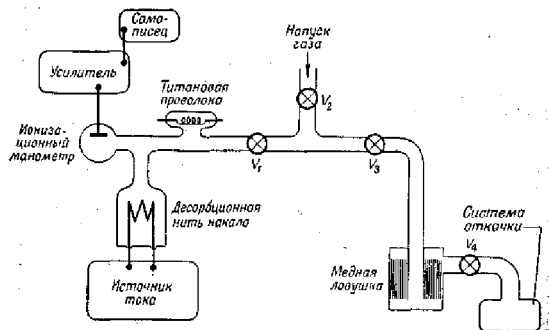 Само-
писец
Усилитель
Титановая
проволока
Напуск
газа
V2
Иониза-
ционный
манометр
V1
V3
Десорбционная
нить накала
Источник
тока
Медная
ловушка
V4
Система
откачки